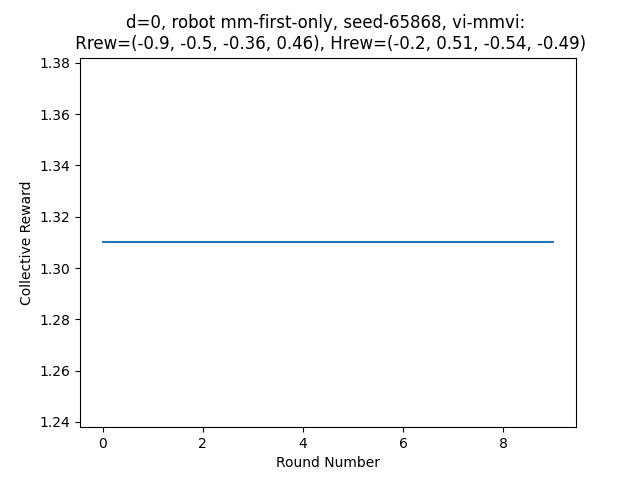 d=0, robot mm-first-only, seed-65868, vi-mmvi:
Rrew=(-0.9, -0.5, -0.36, 0.46), Hrew=(-0.2, 0.51, -0.54, -0.49)
1.38
1.36
1.34
1.32
1.30
1.28
1.26
1.24
Collective Reward
0 2 4 6 8
Round Number